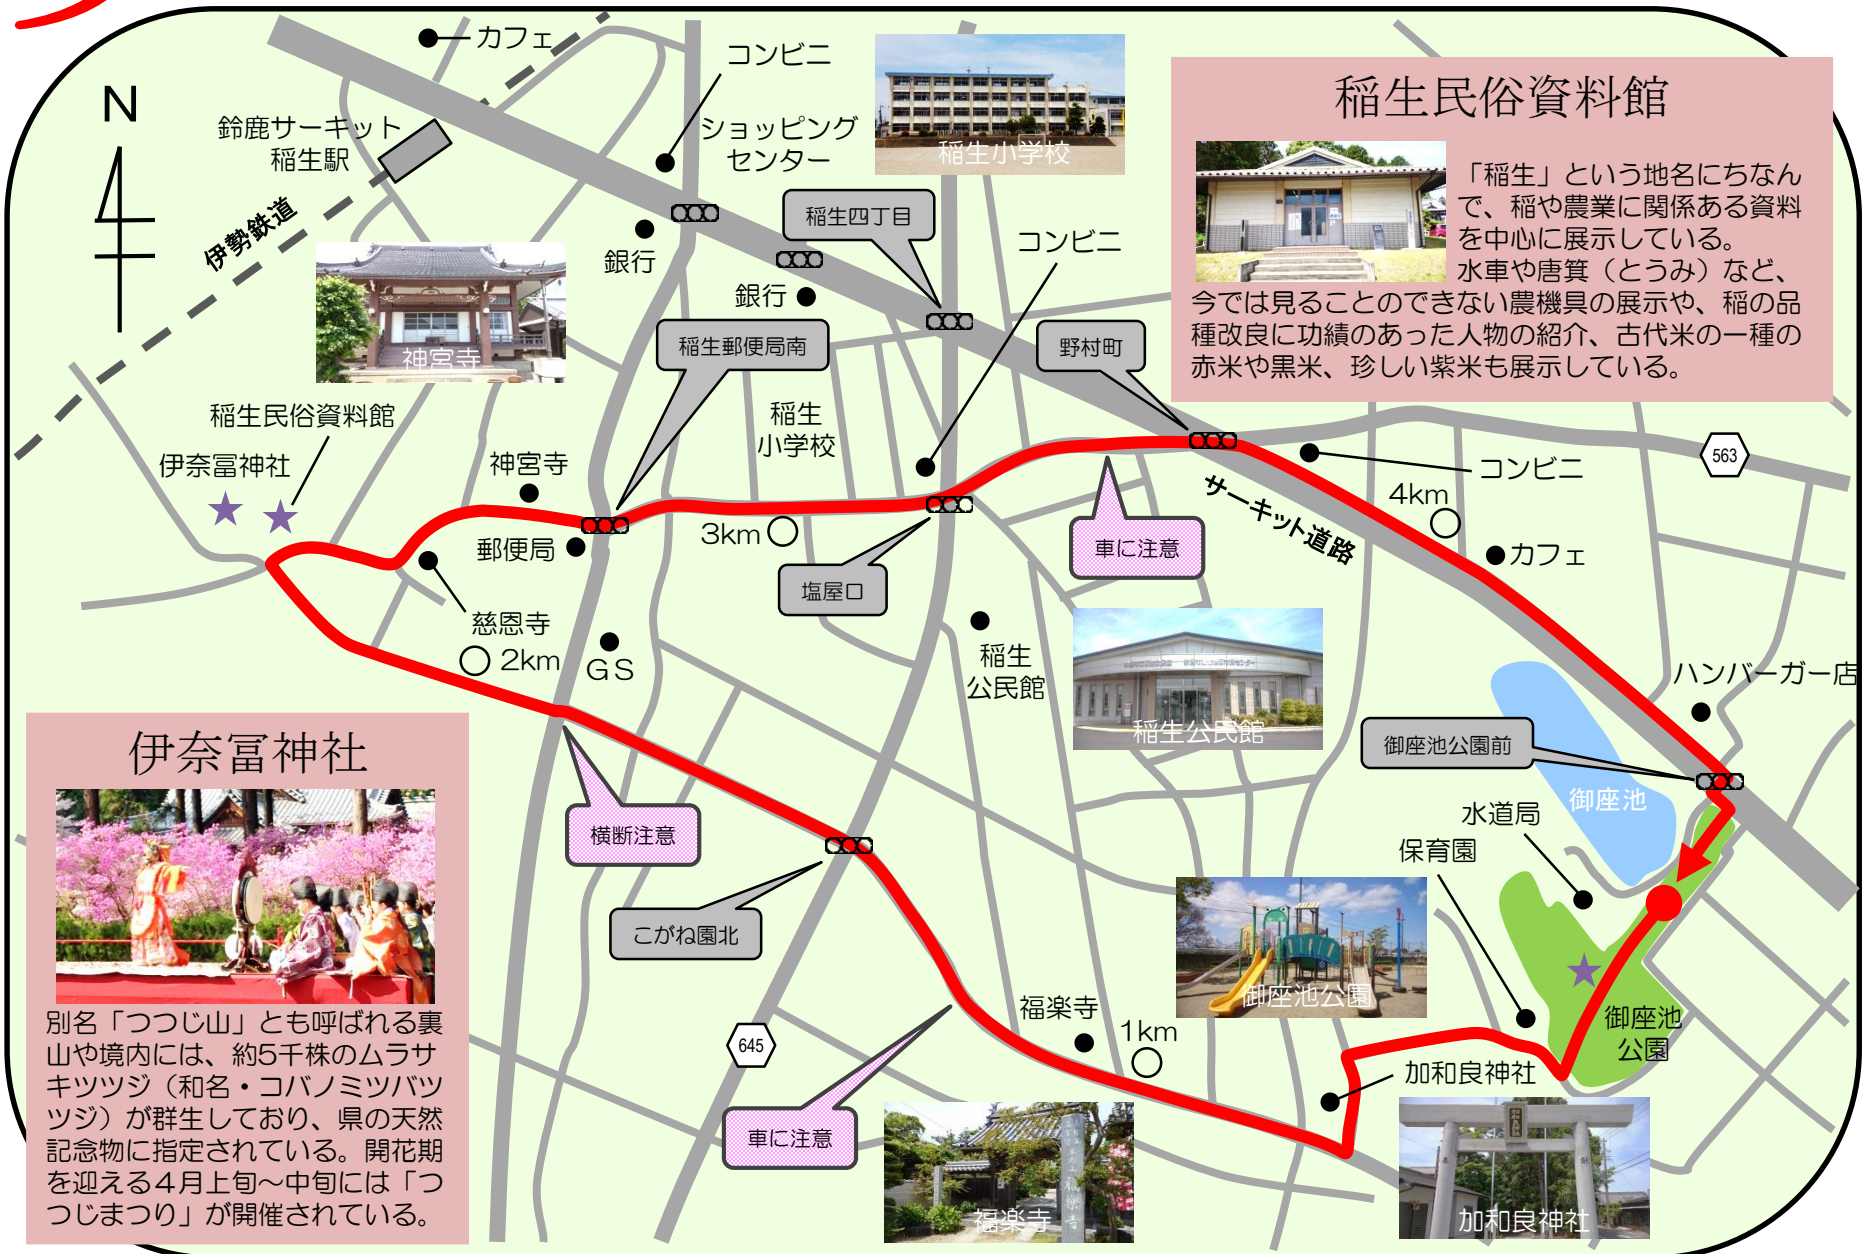 カフェ
コンビニ
N
鈴鹿サーキット
稲生駅
ショッピング
センター
稲生小学校
稲生民俗資料館
「稲生」という地名にちなん
で、稲や農業に関係ある資料
を中心に展示している。
水車や唐箕（とうみ）など、
今では見ることのできない農機具の展示や、稲の品
種改良に功績のあった人物の紹介、古代米の一種の
赤米や黒米、珍しい紫米も展示している。
伊勢鉄道
銀行
稲生四丁目
コンビニ
銀行
神宮寺
稲生郵便局南
野村町
稲生民俗資料館
伊奈冨神社
神宮寺
稲生
小学校
コンビニ
563
サーキット道路
4km
カフェ
郵便局
3km
車に注意
塩屋口
慈恩寺
2km
GS
稲生
公民館
稲生公民館
ハンバーガー店
御座池公園前
御座池
水道局
保育園
横断注意
こがね園北
伊奈冨神社
別名「つつじ山」とも呼ばれる裏
山や境内には、約5千株のムラサ
キツツジ（和名・コバノミツバツ
ツジ）が群生しており、県の天然
記念物に指定されている。開花期
を迎える4月上旬～中旬には「つ
つじまつり」が開催されている。
645
車に注意
福楽寺
1km
御座池公園
御座池
公園
加和良神社
福楽寺
加和良神社